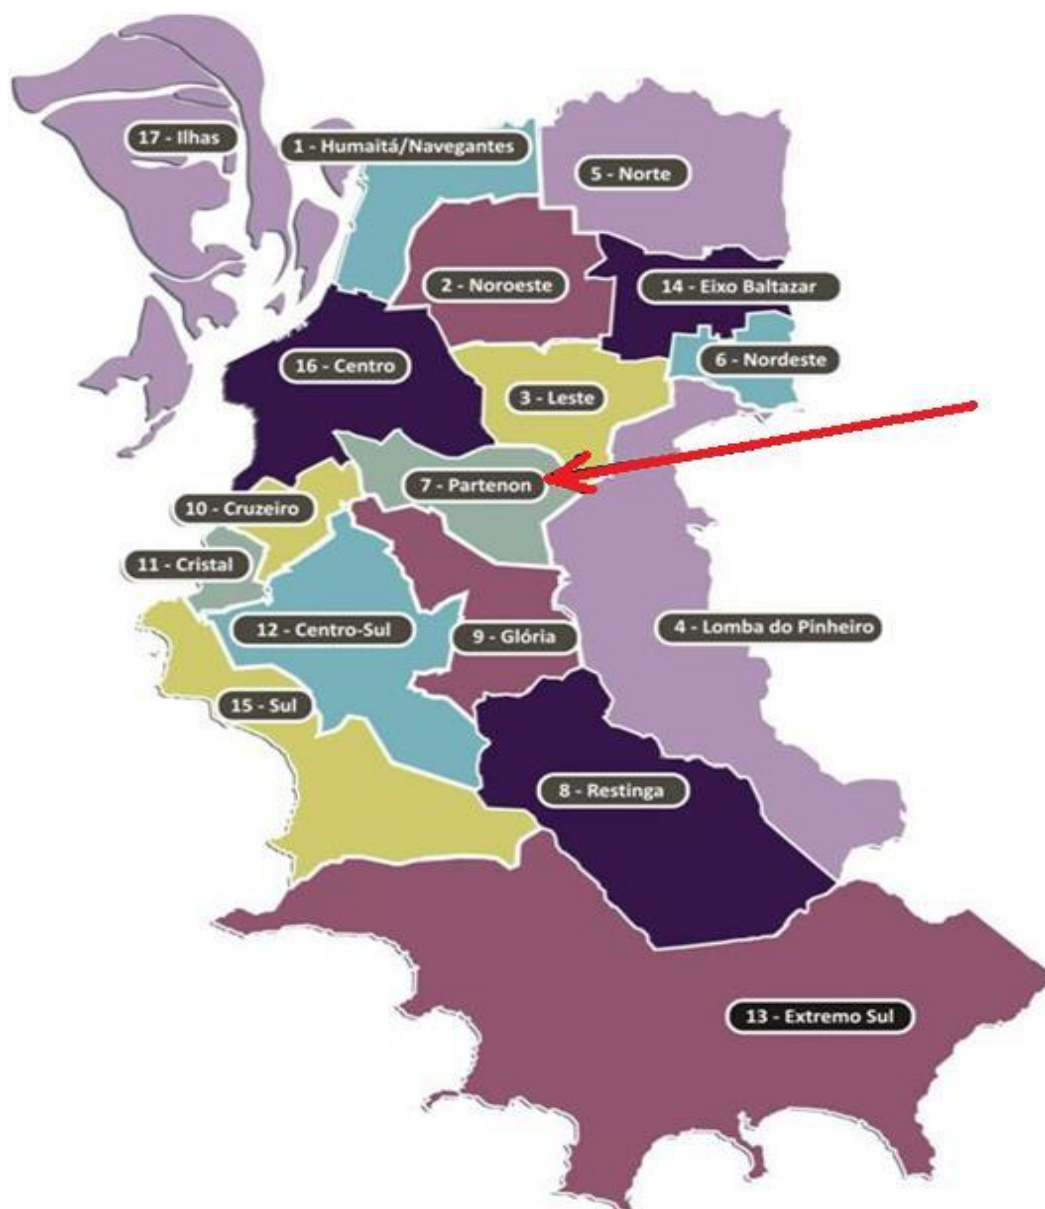 17 - Ilhas
1 - Humaitá/Navegantes
5 - Norte
2 - Noroeste
14 - Eixo Baltazar
6 - Nordeste
16 - Centro
3 - Leste
7 - Partenon
10 - Cruzeiro
11 - Cristal
12 - Centro-Sul
9 - Glória
4 - Lomba do Pinheiro
15 - Sul
8 - Restinga
13 - Extremo Sul